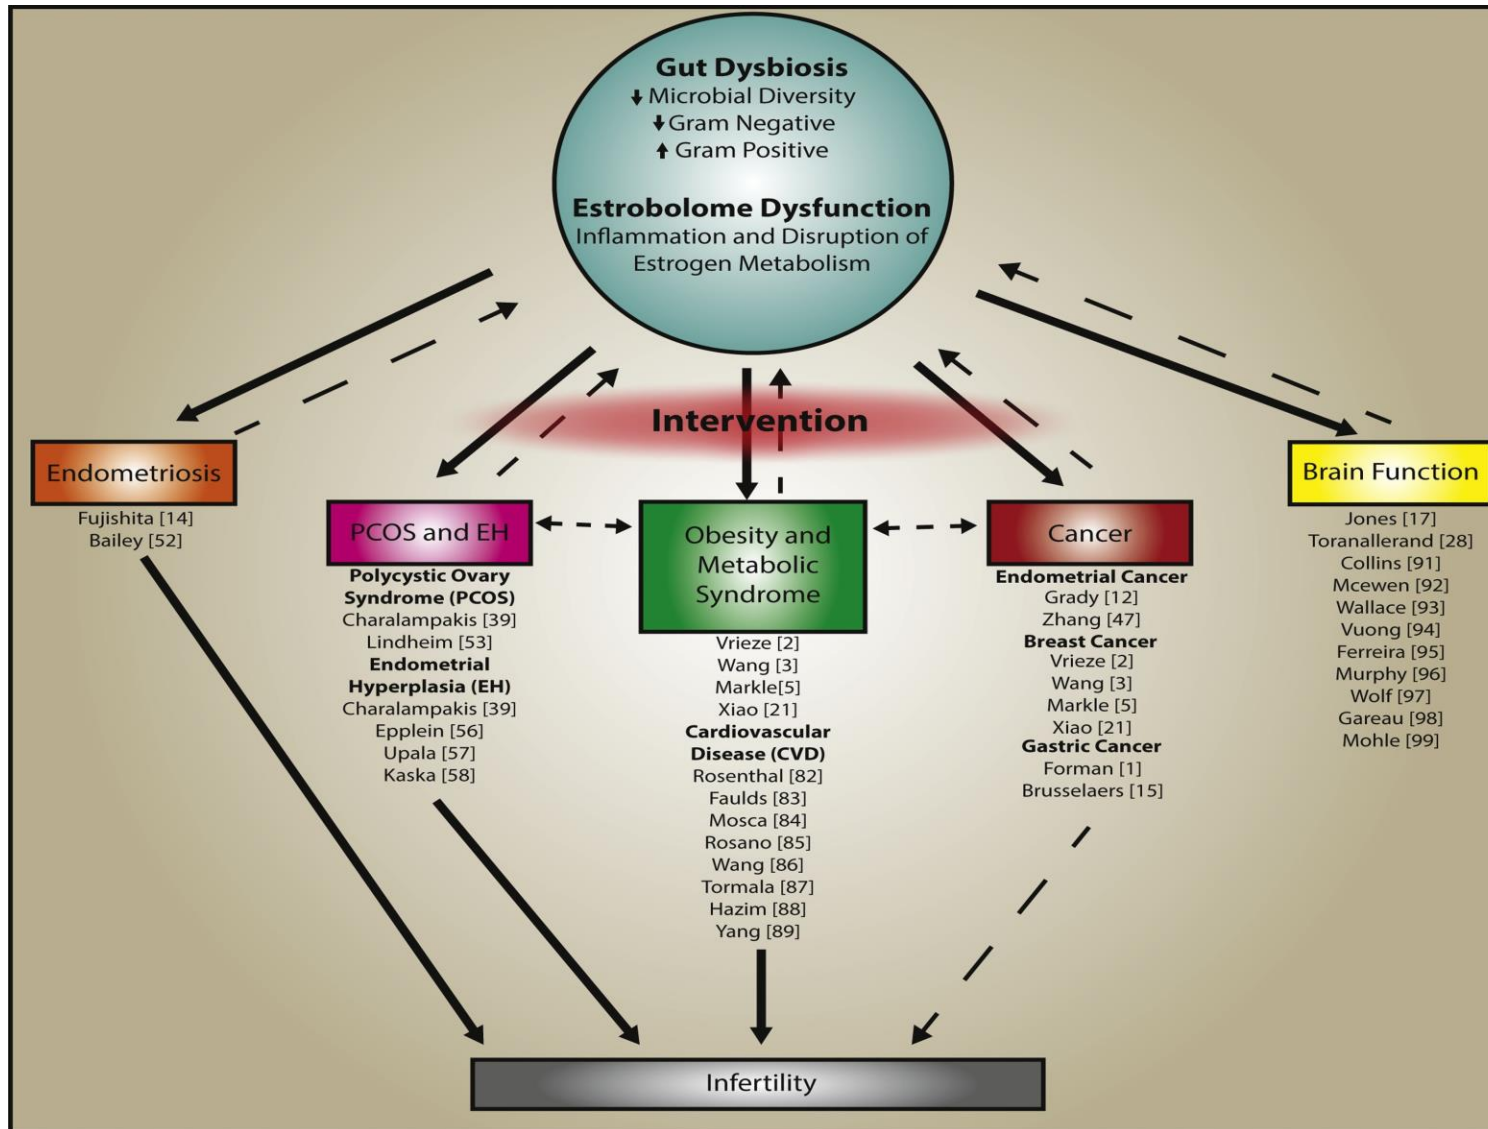 Gut Dysbiosis
Microbial Diversity
Gram Negative
Gram Positive
Estrobolome Dysfunction
Inflammation and Disruption of
Estrogen Metabolism
Intervention
Endometriosis
Fujishita [14]
Bailey [52]
PCOS and EH
Polycystic Ovary
Syndrome (PCOS)
Charalampakis [39]
Lindheim [53]
Endometrial
Hyperplasia (EH)
Charalampakis [39]
Epplein [56]
Upala [57]
Kaska [58]
Obesity and
Metabolic
Syndrome
Vrieze [2]
Wang [3]
Markle[5]
Xiao [21]
Cardiovascular
Disease (CVD)
Rosenthal [82]
Faulds [83]
Mosca [84]
Rosano [85]
Wang [86]
Tormala [87]
Hazim [88]
Yang [89]
Cancer
Endometrial Cancer
Grady [12]
Zhang [47]
Breast Cancer
Vrieze [2]
Wang [3]
Markle [5]
Xiao [21]
Gastric Cancer
Forman [1]
Brusselaers [15]
Brain Function
Jones [17]
Toranallerand [28]
Collins [91]
Mcewen [92]
Wallace [93]
Vuong [94]
Ferreira [95]
Murphy [96]
Wolf [97]
Gareau [98]
Mohle [99]
Infertility